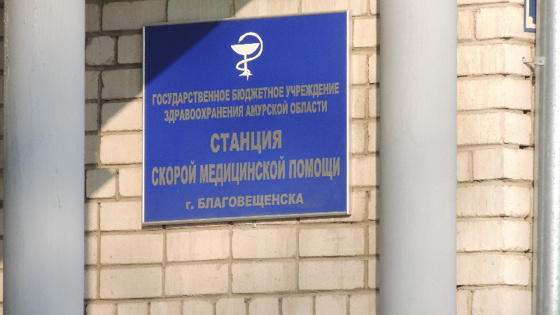 ГОСУДАРСТВЕННОЕ БЮДЖЕТНОЕ УЧРЕЖДЕНИЕ
ЗДРАВООХРАНЕНИЯ АМУРСКОЙ ОБЛАСТИ
СТАНЦИЯ
СКОРОЙ МЕДИЦИНСКОЙ ПОМОЩИ
г. БЛАГОВЕЩЕНСКА